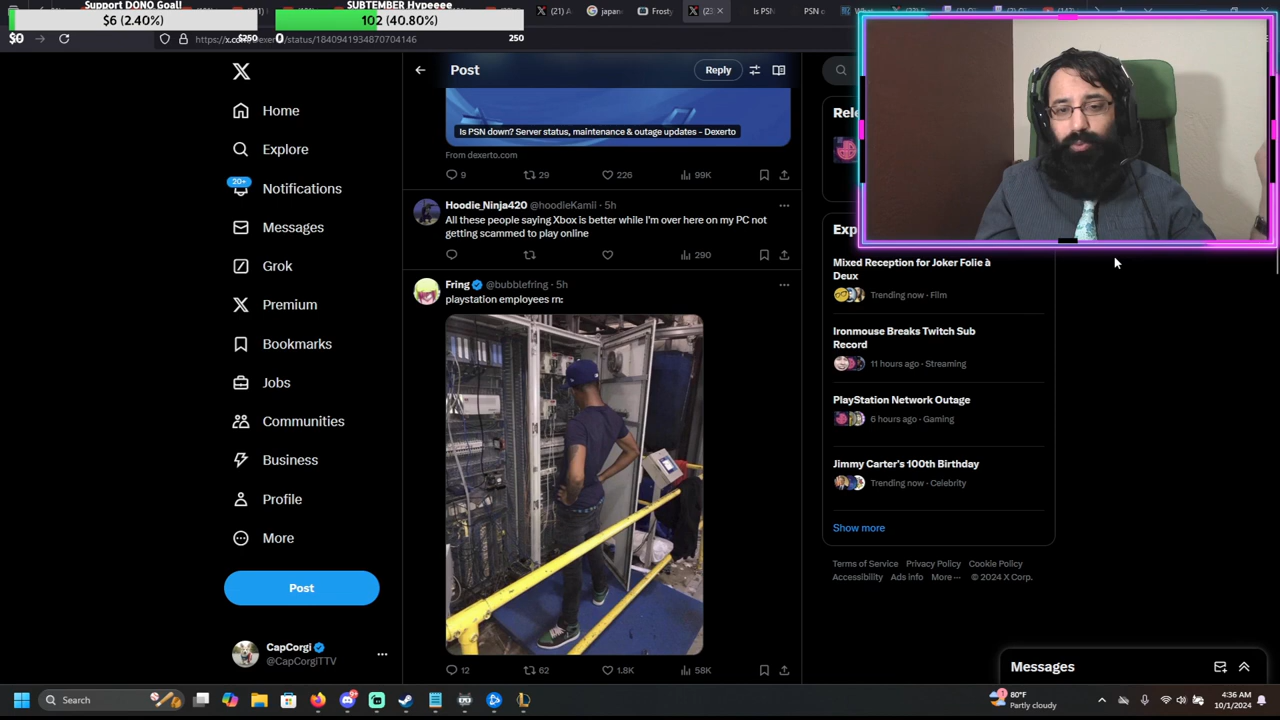 Support DONO Goal!
$6 (2.40%)
$0
$250
SUBTEMBER Hypeeee
102 (40.80%)
0
250
https://x.com/dexerto/status/1840941934870704146
Home
Explore
20+
Notifications
Messages
Grok
Premium
Bookmarks
Jobs
Communities
Business
Profile
More
Post
CapCorgi
@CapCorgiTTV
Post
Reply
Is PSN down? Server status, maintenance & outage updates - Dexerto
From dexerto.com
9 29 226 99K
Hoodie_Ninja420 @hoodieKamil · 5h
All these people saying Xbox is better while I'm over here on my PC not
getting scammed to play online
290
Fring @bubblefring · 5h
playstation employees rn:
12 62 1.8K 58K
Mixed Reception for Joker Folie à
Deux
Trending now · Film
Ironmouse Breaks Twitch Sub
Record
11 hours ago · Streaming
PlayStation Network Outage
6 hours ago · Gaming
Jimmy Carter's 100th Birthday
Trending now · Celebrity
Show more
Terms of Service Privacy Policy Cookie Policy
Accessibility Ads info More ··· © 2024 X Corp.
Messages
Search
80°F
Partly cloudy
4:36 AM
10/1/2024